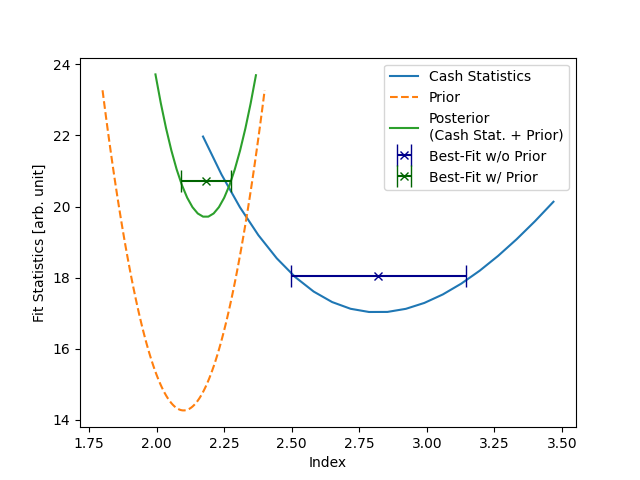 24
22
20
18
16
14
Fit Statistics [arb. unit]
1.75 2.00 2.25 2.50 2.75 3.00 3.25 3.50
Index
Cash Statistics
Prior
Posterior
(Cash Stat. + Prior)
Best-Fit w/o Prior
Best-Fit w/ Prior